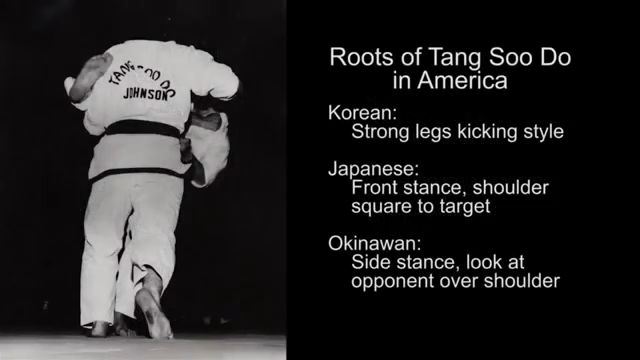 TANG SOO DO
JOHNSON
Roots of Tang Soo Do
in America
Korean:
Strong legs kicking style
Japanese:
Front stance, shoulder
square to target
Okinawan:
Side stance, look at
opponent over shoulder